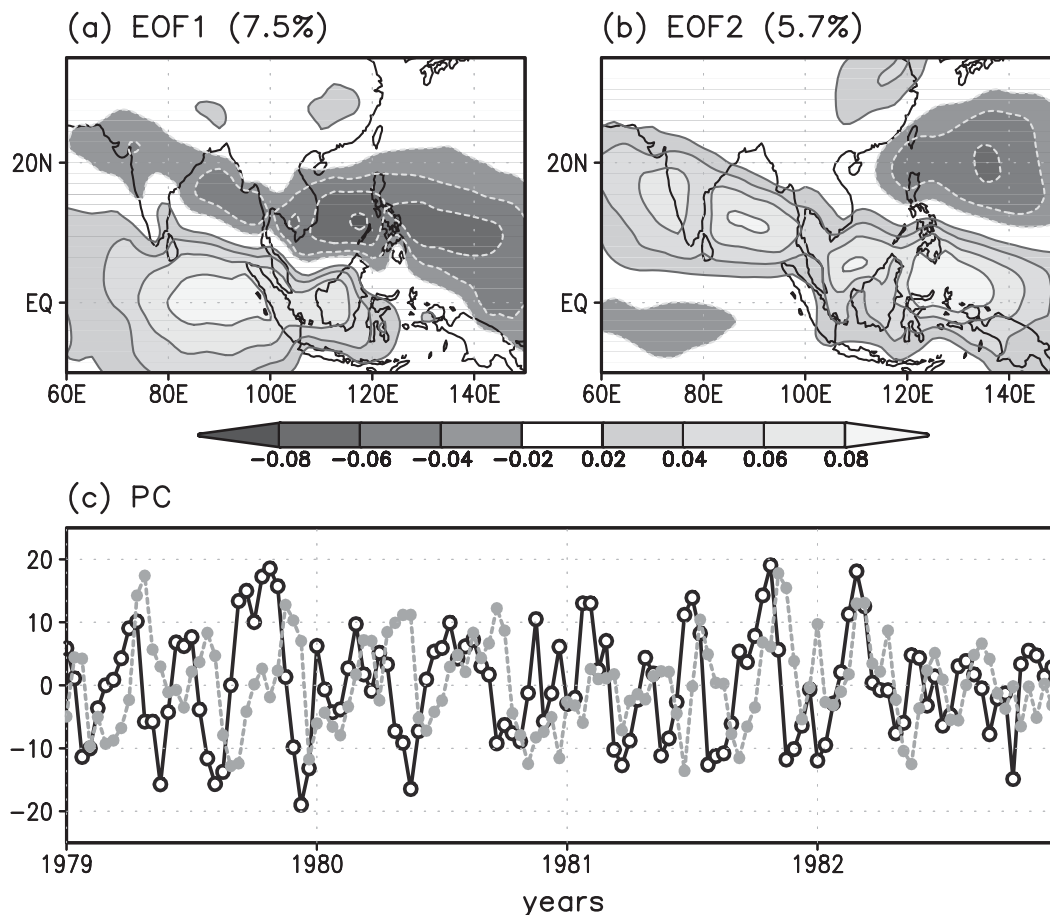 (a) EOF1 (7.5%)
(b) EOF2 (5.7%)
20N
EQ
60E 80E 100E 120E 140E
20N
EQ
60E 80E 100E 120E 140E
−0.08 −0.06 −0.04 −0.02 0.02 0.04 0.06 0.08
(c) PC
20
10
0
−10
−20
1979 1980 1981 1982
years